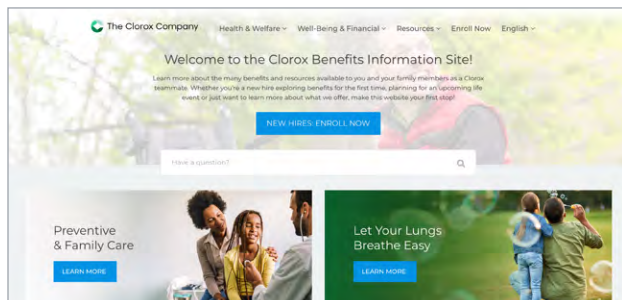 The Clorox Company Health & Welfare Well-Being & Financial Resources Enroll Now English
Welcome to the Clorox Benefits Information Site!
Learn more about the many benefits and resources available to you and your family members as a Clorox
teammate. Whether you're a new hire exploring benefits for the first time, planning for an upcoming life
event or just want to learn more about what we offer, make this website your first stop!
NEW HIRES: ENROLL NOW
Have a question?
Preventive
& Family Care
LEARN MORE
Let Your Lungs
Breathe Easy
LEARN MORE